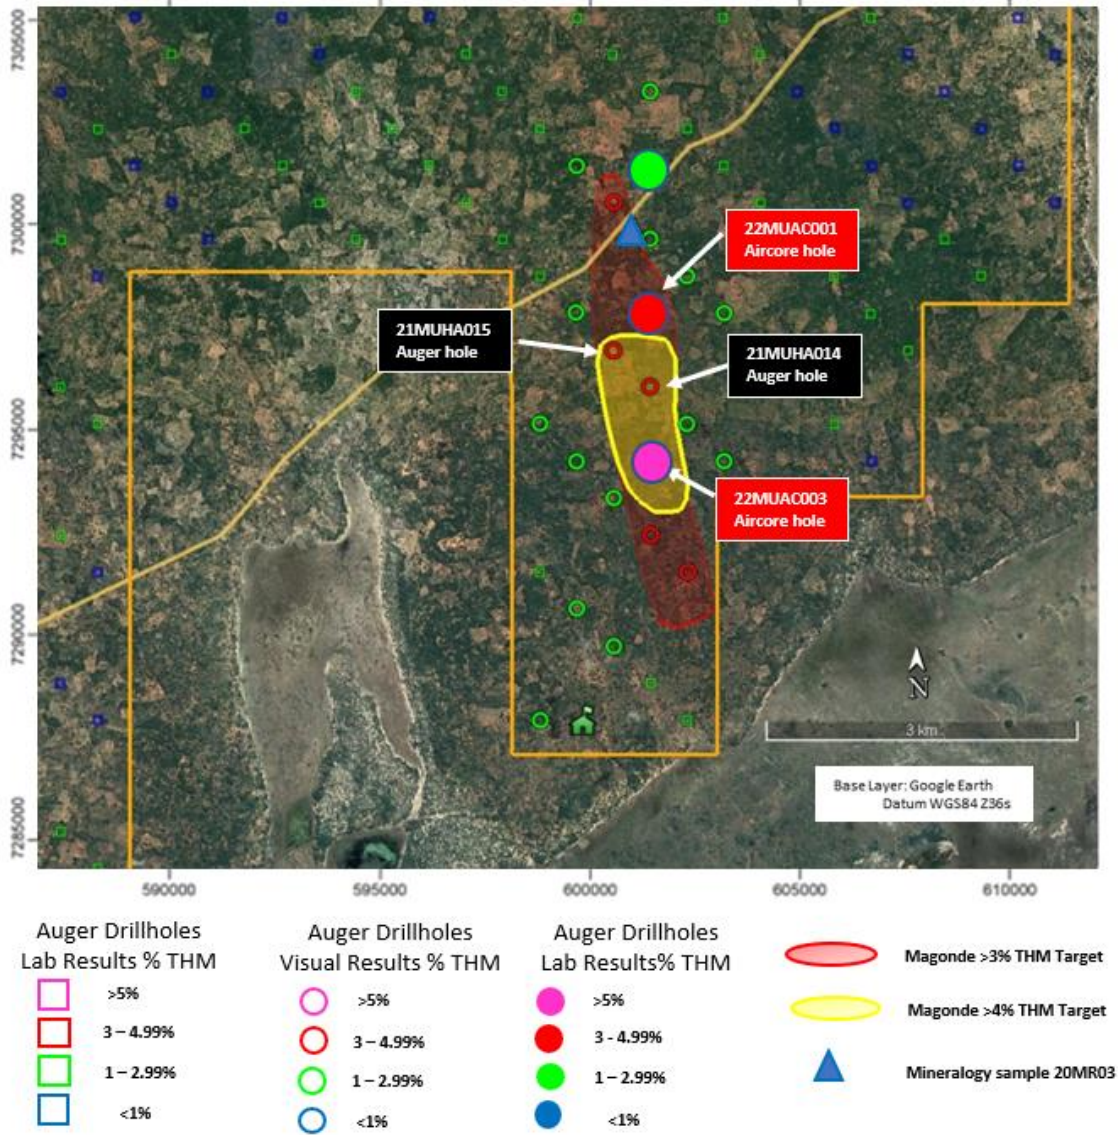 7305000
7300000
7295000
7290000
7285000
22MUAC001
Aircore hole
21MUHA015
Auger hole
21MUHA014
Auger hole
22MUAC003
Aircore hole
N
3 km
Base Layer: Google Earth
Datum WGS84 Z36s
590000
595000
600000
605000
610000
Auger Drillholes
Lab Results % THM
>5%
3 – 4.99%
1 – 2.99%
<1%
Auger Drillholes
Visual Results % THM
>5%
3 – 4.99%
1 – 2.99%
<1%
Auger Drillholes
Lab Results% THM
>5%
3 - 4.99%
1 – 2.99%
<1%
Magonde >3% THM Target
Magonde >4% THM Target
Mineralogy sample 20MR03